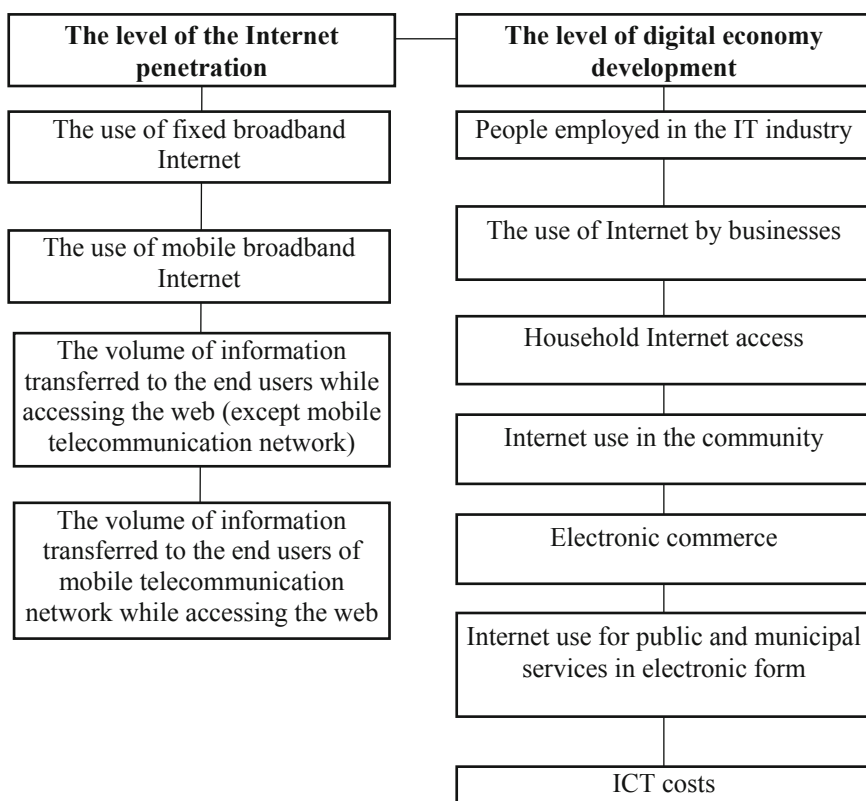 The level of the Internet
penetration
The use of fixed broadband
Internet
The use of mobile broadband
Internet
The volume of information
transferred to the end users while
accessing the web (except mobile
telecommunication network)
The volume of information
transferred to the end users of
mobile telecommunication
network while accessing the web
The level of digital economy
development
People employed in the IT industry
The use of Internet by businesses
Household Internet access
Internet use in the community
Electronic commerce
Internet use for public and municipal
services in electronic form
ICT costs